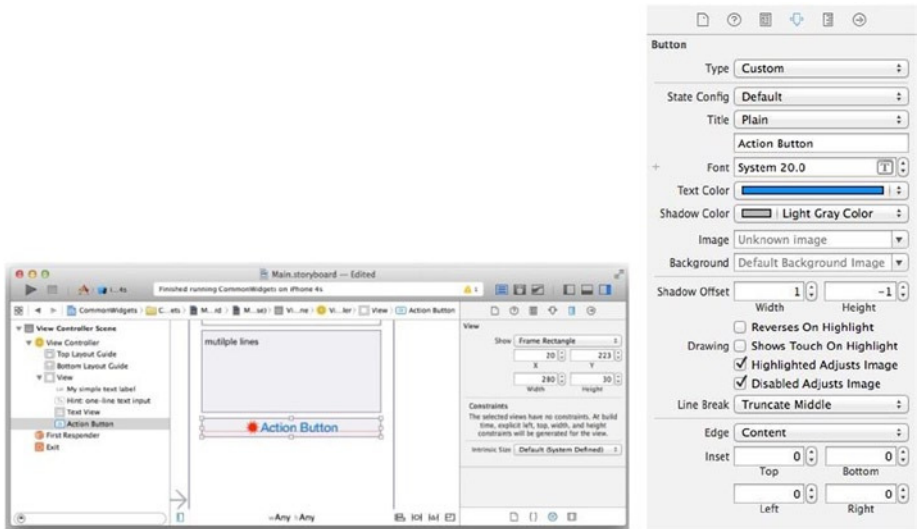 Main.storyboard — Edited
Finished running CommonWidgets on iPhone 4s
CommonWidgets
View
Action Button
View Controller Scene
View Controller
Top Layout Guide
Bottom Layout Guide
View
My simple text label
Hint: one-line text input
Text View
Action Button
First Responder
Exit
mutilple lines
Action Button
wAny hAny
View
Show Frame Rectangle
20 223
X Y
280 30
Width Height
Constraints
The selected views have no constraints. At build
time, explicit left, top, width, and height
constraints will be generated for the view.
Intrinsic Size Default (System Defined)
Button
Type Custom
State Config Default
Title Plain
Action Button
Font System 20.0
Text Color
Shadow Color Light Gray Color
Image Unknown image
Background Default Background Image
Shadow Offset 1 -1
Width Height
Reverses On Highlight
Drawing Shows Touch On Highlight
Highlighted Adjusts Image
Disabled Adjusts Image
Line Break Truncate Middle
Edge Content
Inset 0 0
Top Bottom
0 0
Left Right